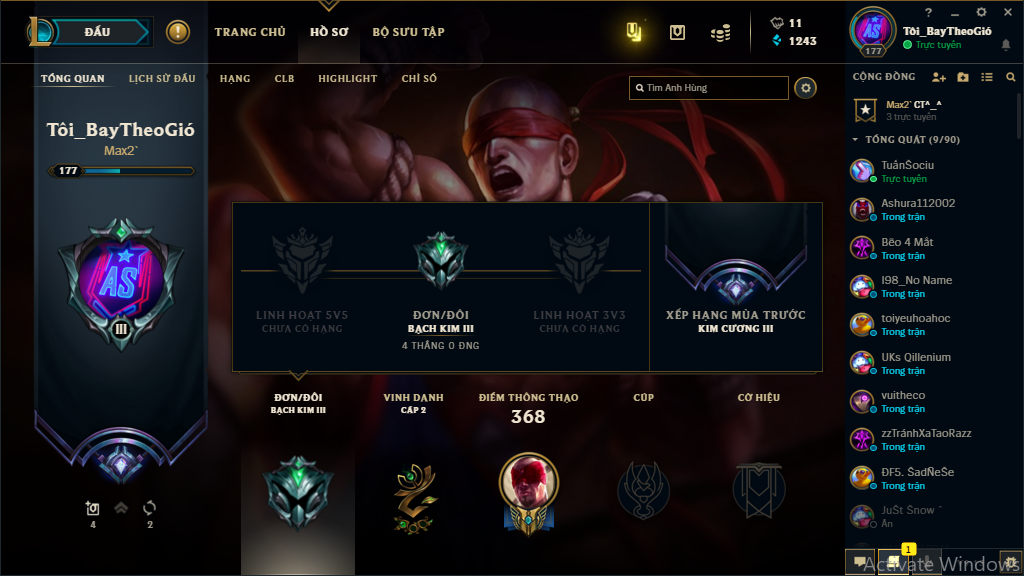 ĐẤU
TRANG CHỦ
HỒ SƠ
BỘ SƯU TẬP
11
1243
Tôi_BayTheoGió
Trực tuyến
177
TỔNG QUAN
LỊCH SỬ ĐẤU
HẠNG
CLB
HIGHLIGHT
CHỈ SỐ
Tìm Anh Hùng
CỘNG ĐỒNG
Max2` CT^_^
3 trực tuyến
TỔNG QUÁT (9/90)
Tôi_BayTheoGió
Max2`
177
AS
III
4
2
LINH HOẠT 5V5
CHƯA CÓ HẠNG
ĐƠN/ĐÔI
BẠCH KIM III
4 THẮNG 0 ĐNG
LINH HOẠT 3V3
CHƯA CÓ HẠNG
XẾP HẠNG MÙA TRƯỚC
KIM CƯƠNG III
ĐƠN/ĐÔI
BẠCH KIM III
VINH DANH
CẤP 2
ĐIỂM THÔNG THẠO
368
CÚP
CỜ HIỆU
TuấnSociu
Trực tuyến
Ashura112002
Trong trận
Bêo 4 Mắt
Trong trận
I98_No Name
Trong trận
toiyeuhoahoc
Trong trận
UKs Qillenium
Trong trận
vuitheco
Trong trận
zzTránhXaTaoRazz
Trong trận
ĐF5. ŠadÑeŠe
Trong trận
JuŠt Šnow ˜
Ẩn
1
Activate Windows